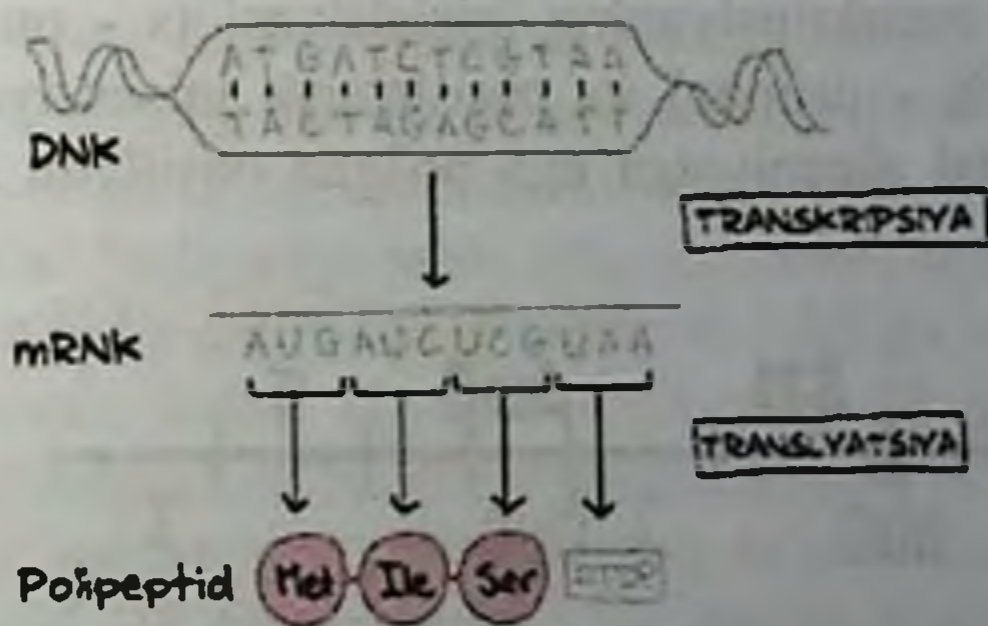 ATGATCTCGTAA
TACTAGAGCATT
DNK
TRANSKRIPSIYA
mRNK
AUGAUCUCGUAA
TRANSLYATSIYA
Polipeptid Met Ile Ser STOP